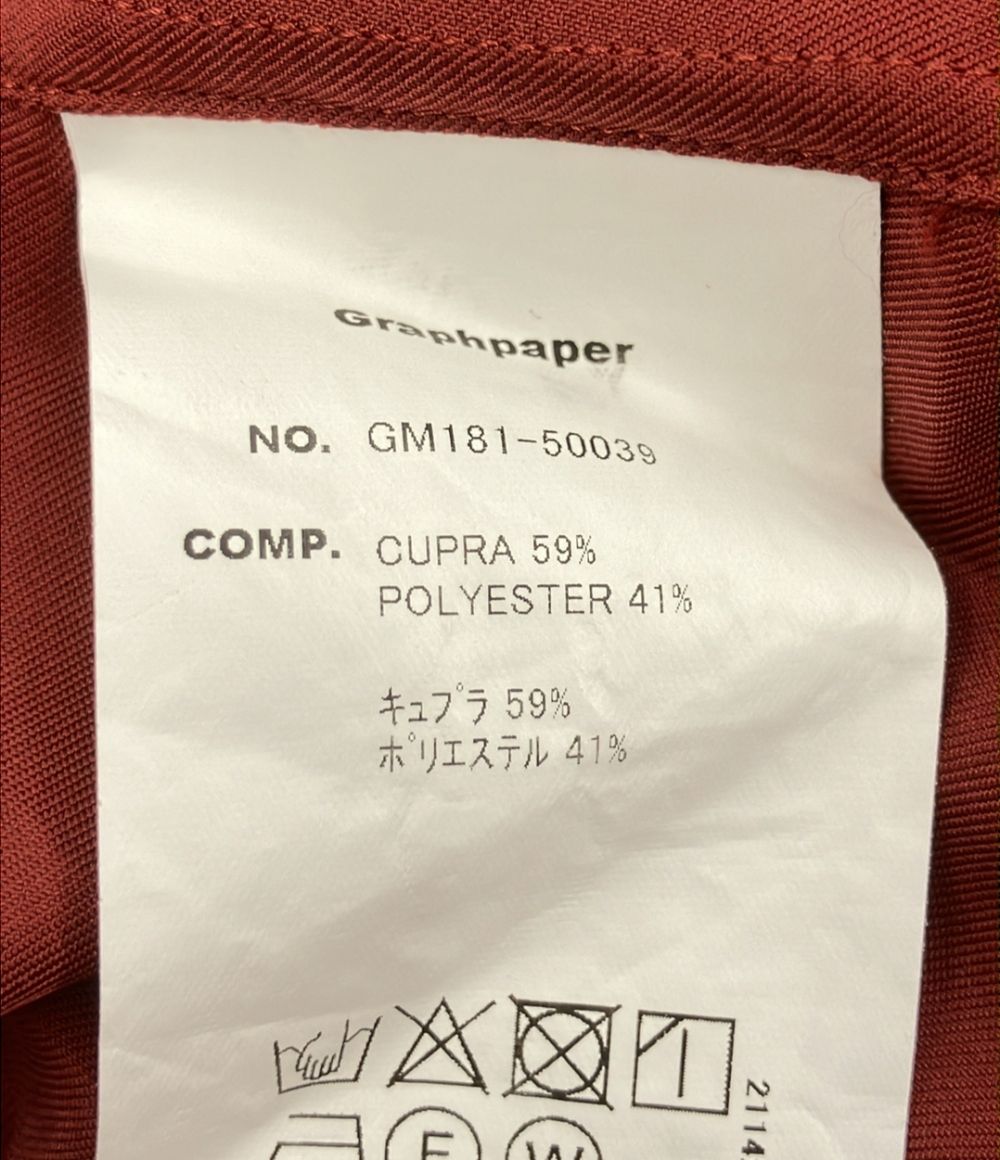 Graphpaper
NO. GM181-50039
COMP. CUPRA 59%
POLYESTER 41%
キュプラ 59%
ポリエステル 41%
F W